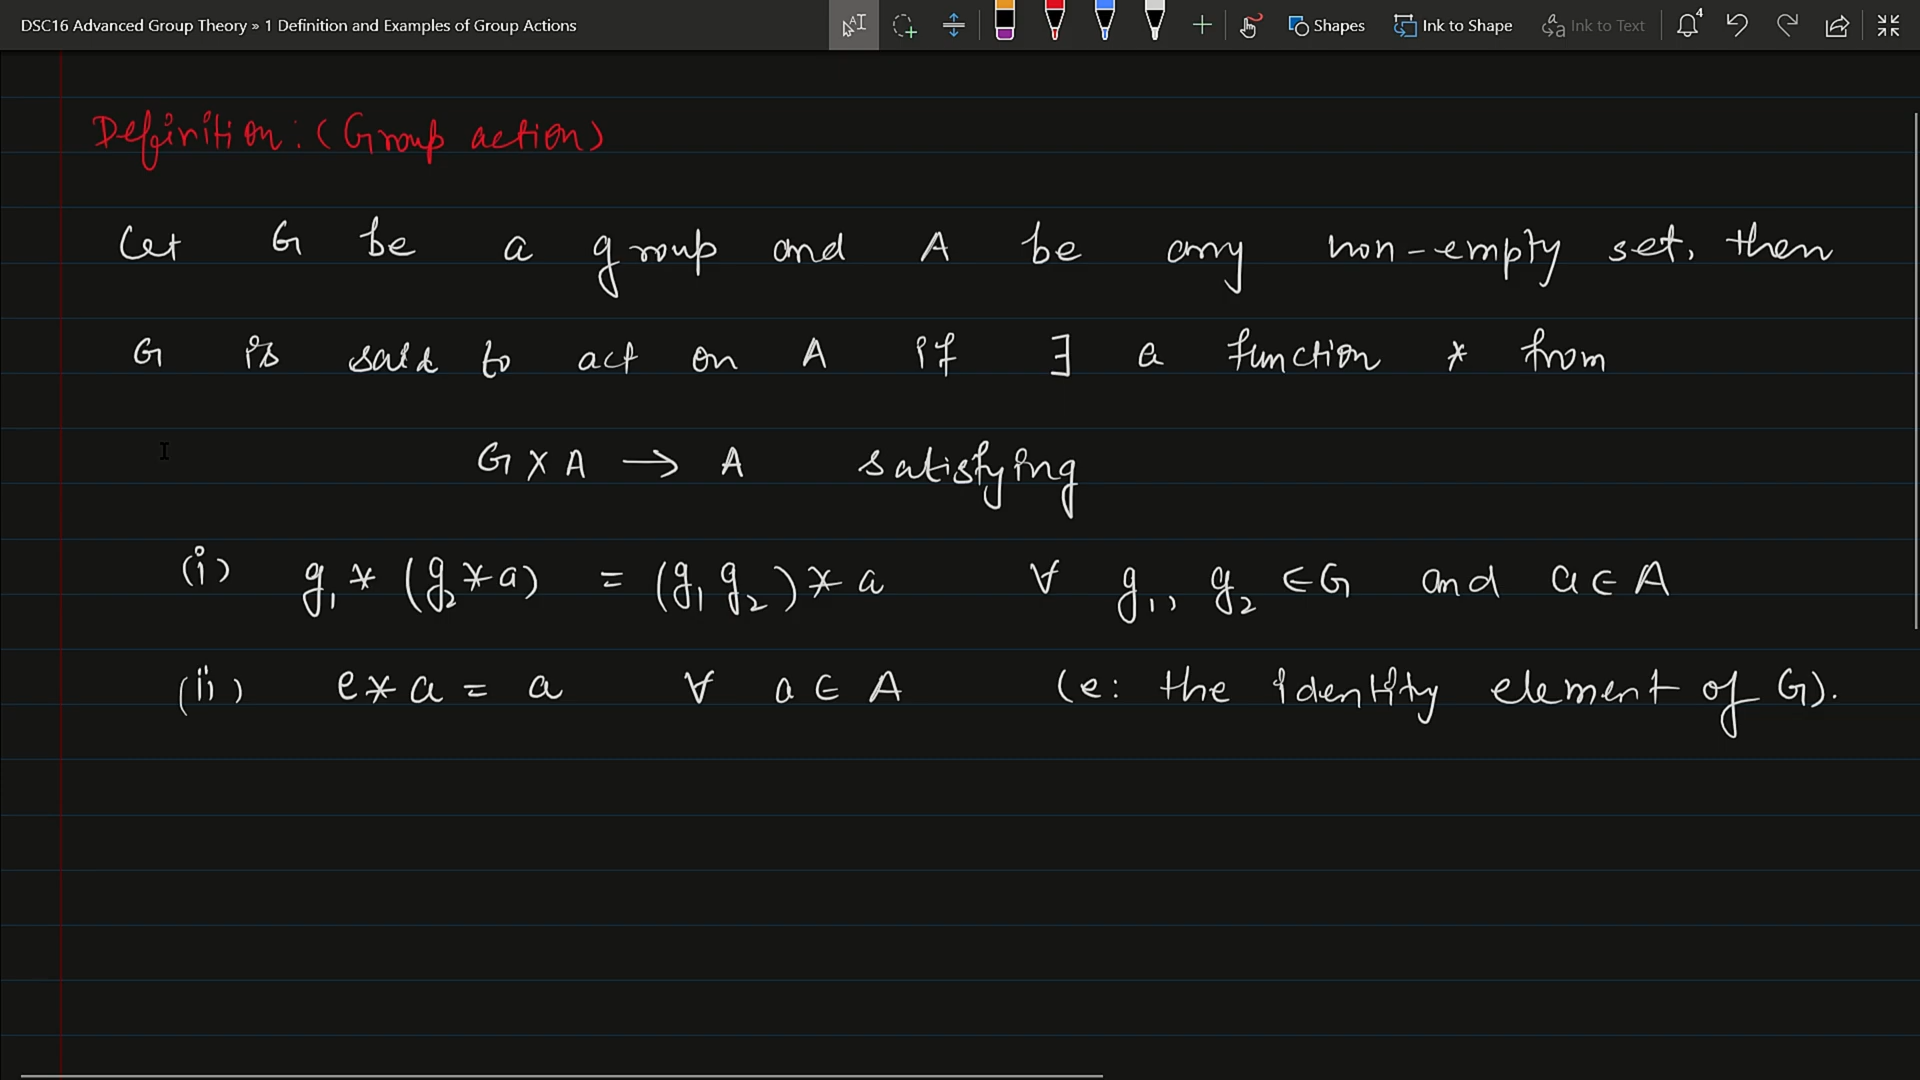 DSC16 Advanced Group Theory » 1 Definition and Examples of Group Actions
Shapes Ink to Shape Ink to Text 4
Definition: (Group action)
Let G be a group and A be any non-empty set, then
G is said to act on A if ∃ a function * from
G × A → A satisfying
(i) g₁ * (g₂ * a) = (g₁ g₂) * a ∀ g₁, g₂ ∈ G and a ∈ A
(ii) e * a = a ∀ a ∈ A (e: the identity element of G).